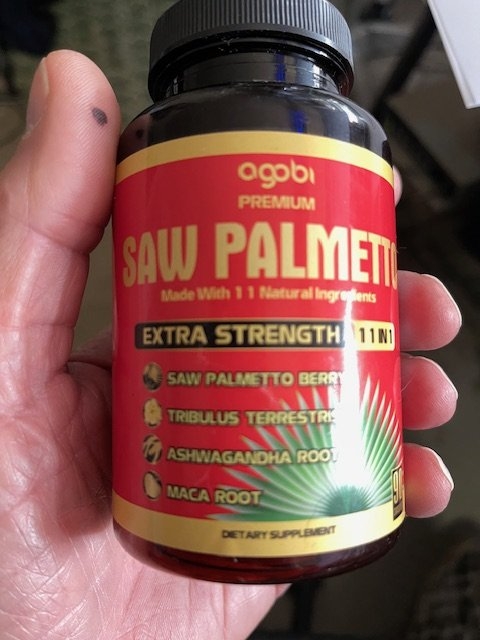 agobi
PREMIUM
SAW PALMETTO
Made With 11 Natural Ingredients
EXTRA STRENGTH 11 IN 1
SAW PALMETTO BERRY
TRIBULUS TERRESTRIS
ASHWAGANDHA ROOT
MACA ROOT
DIETARY SUPPLEMENT